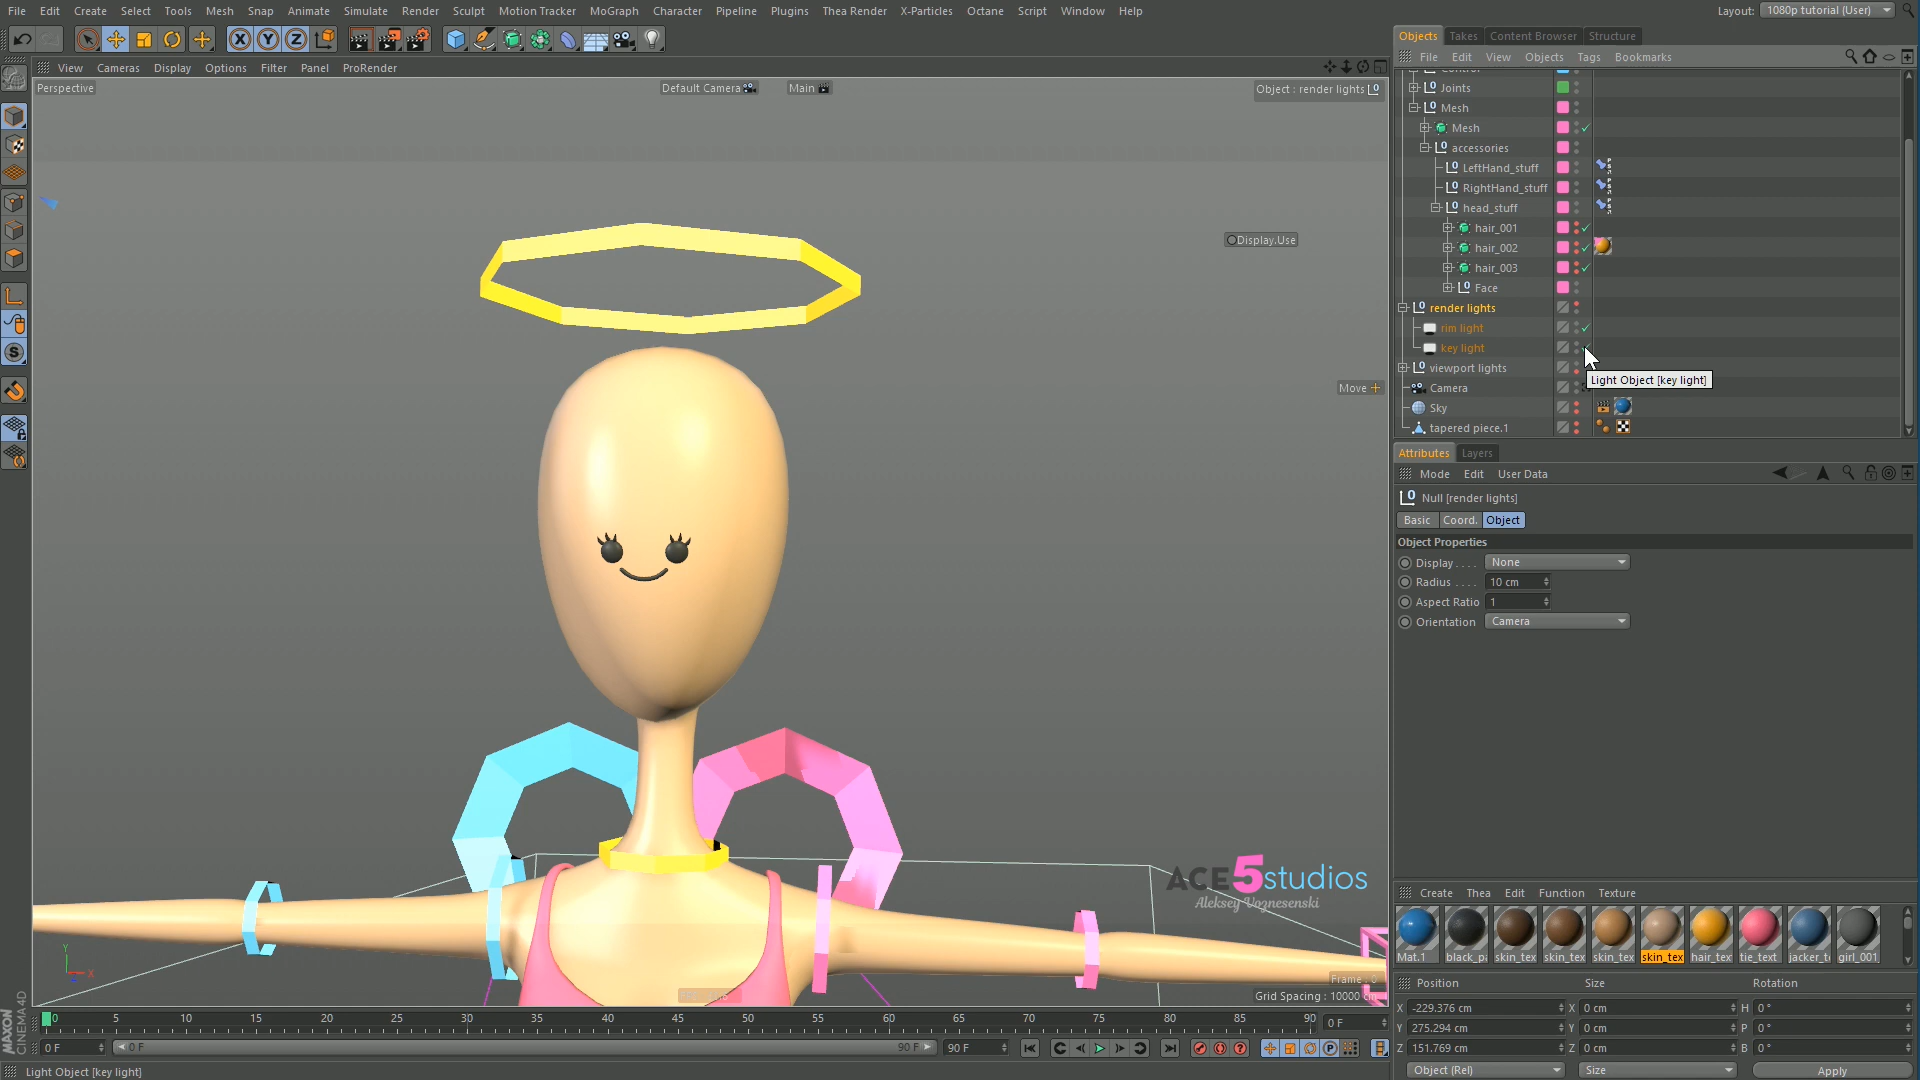 File Edit Create Select Tools Mesh Snap Animate Simulate Render Sculpt Motion Tracker MoGraph Character Pipeline Plugins Thea Render X-Particles Octane Script Window Help
Layout: 1080p tutorial (User)
Objects Takes Content Browser Structure
File Edit View Objects Tags Bookmarks
View Cameras Display Options Filter Panel ProRender
Perspective
Default Camera
Main
Object : render lights
Display.Use
Move
Joints
Mesh
Mesh
accessories
LeftHand_stuff
RightHand_stuff
head_stuff
hair_001
hair_002
hair_003
Face
render lights
rim light
key light
viewport lights
Light Object [key light]
Camera
Sky
tapered piece.1
Attributes Layers
Mode Edit User Data
Null [render lights]
Basic Coord. Object
Object Properties
Display . . . . None
Radius . . . . 10 cm
Aspect Ratio 1
Orientation Camera
ACE5studios
Aleksey Voznesenski
Y
X
Frame : 0
Grid Spacing : 10000 cm
Create Thea Edit Function Texture
Mat.1 black_p skin_tex skin_tex skin_tex skin_tex hair_tex tie_text jacker_t girl_001
0 5 10 15 20 25 30 35 40 45 50 55 60 65 70 75 80 85 90
0 F
0 F 0 F 90 F 90 F
Position Size Rotation
X -229.376 cm X 0 cm H 0 °
Y 275.294 cm Y 0 cm P 0 °
Z 151.769 cm Z 0 cm B 0 °
Object (Rel) Size Apply
MAXON
CINEMA4D
Light Object [key light]